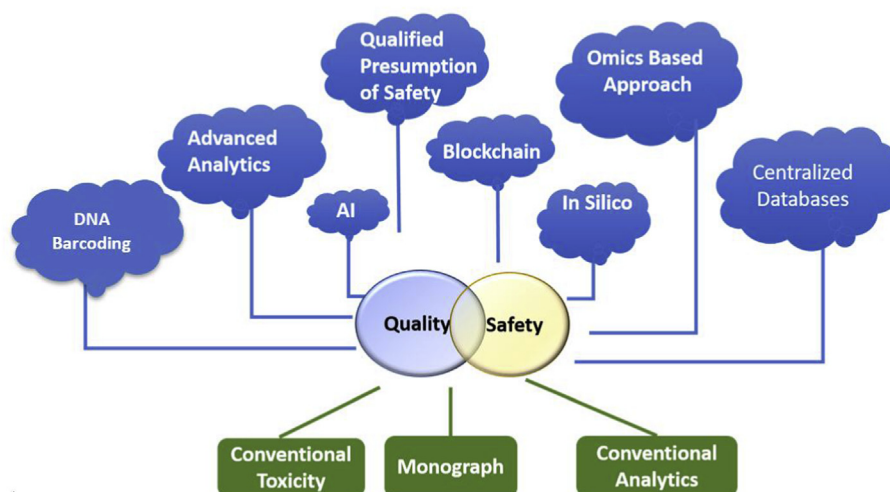 Qualified
Presumption
of Safety
Omics Based
Approach
Advanced
Analytics
Blockchain
Centralized
Databases
AI
In Silico
DNA
Barcoding
Quality
Safety
Conventional
Toxicity
Monograph
Conventional
Analytics